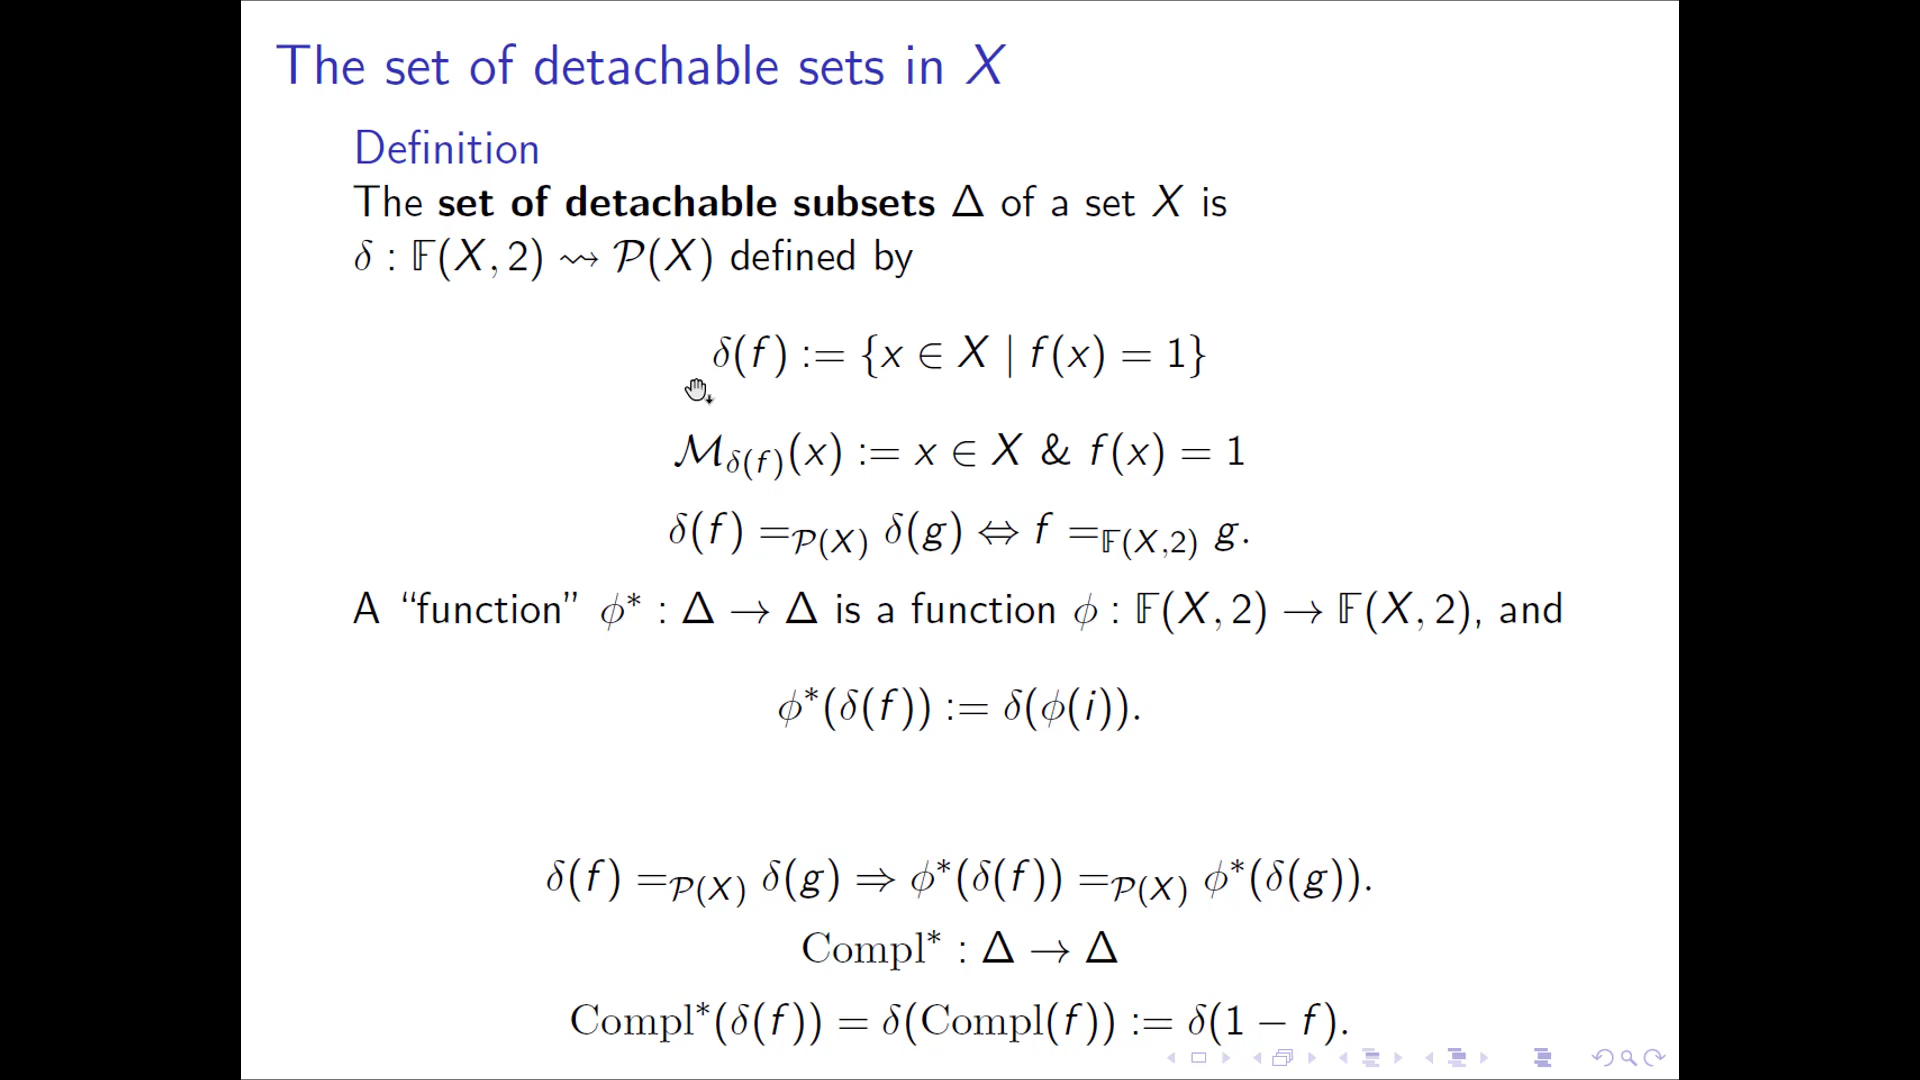 The set of detachable sets in X
Definition
The set of detachable subsets Δ of a set X is
δ : 𝔽(X, 2) ⇝ 𝒫(X) defined by
δ(f) := {x ∈ X | f(x) = 1}
ℳ_δ(f)(x) := x ∈ X & f(x) = 1
δ(f) =_𝒫(X) δ(g) ⇔ f =_𝔽(X,2) g.
A “function” ϕ* : Δ → Δ is a function ϕ : 𝔽(X, 2) → 𝔽(X, 2), and
ϕ*(δ(f)) := δ(ϕ(i)).
δ(f) =_𝒫(X) δ(g) ⇒ ϕ*(δ(f)) =_𝒫(X) ϕ*(δ(g)).
Compl* : Δ → Δ
Compl*(δ(f)) = δ(Compl(f)) := δ(1 − f).